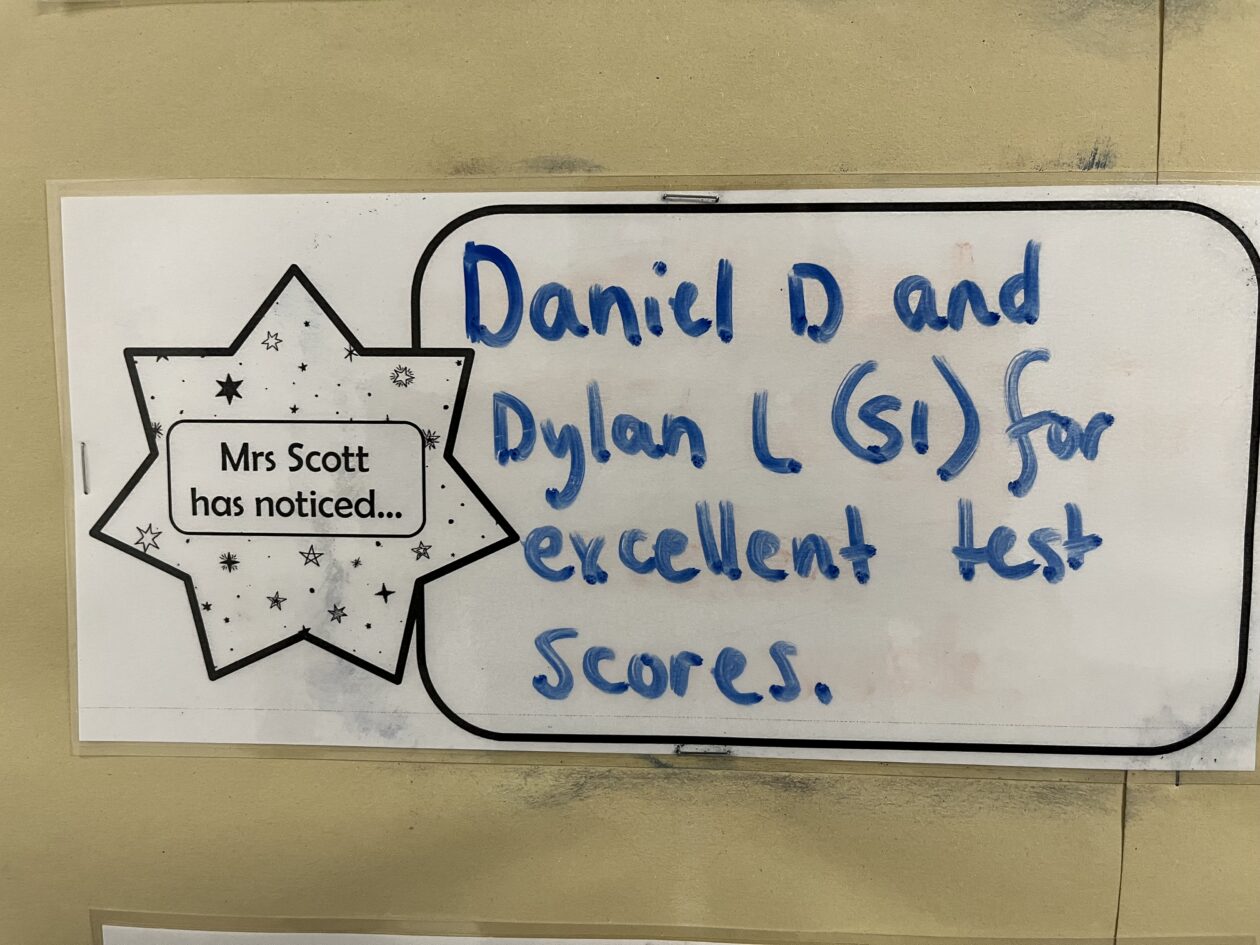 Mrs Scott
has noticed...
Daniel D and
Dylan L (S1) for
excellent test
scores.